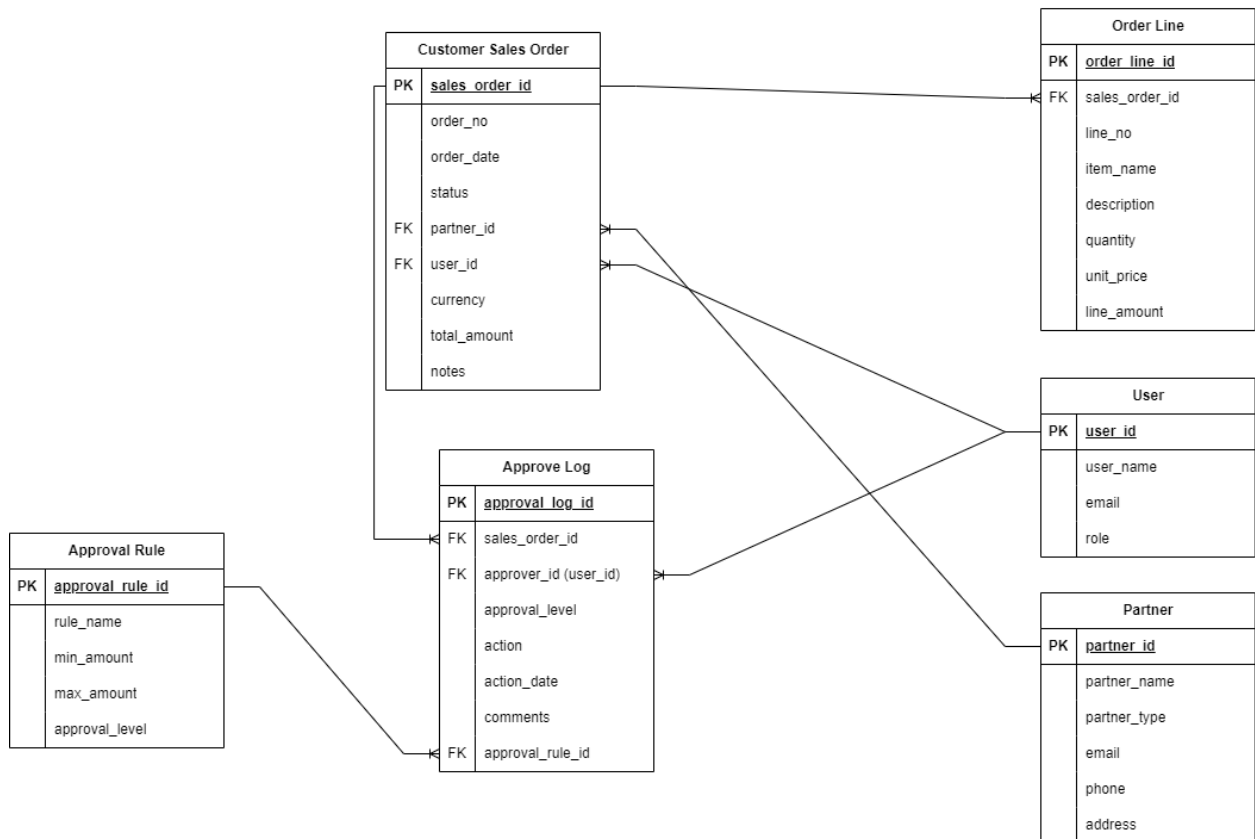 Customer Sales Order
PK sales_order_id
order_no
order_date
status
FK partner_id
FK user_id
currency
total_amount
notes
Order Line
PK order_line_id
FK sales_order_id
line_no
item_name
description
quantity
unit_price
line_amount
User
PK user_id
user_name
email
role
Approve Log
PK approval_log_id
FK sales_order_id
FK approver_id (user_id)
approval_level
action
action_date
comments
FK approval_rule_id
Approval Rule
PK approval_rule_id
rule_name
min_amount
max_amount
approval_level
Partner
PK partner_id
partner_name
partner_type
email
phone
address